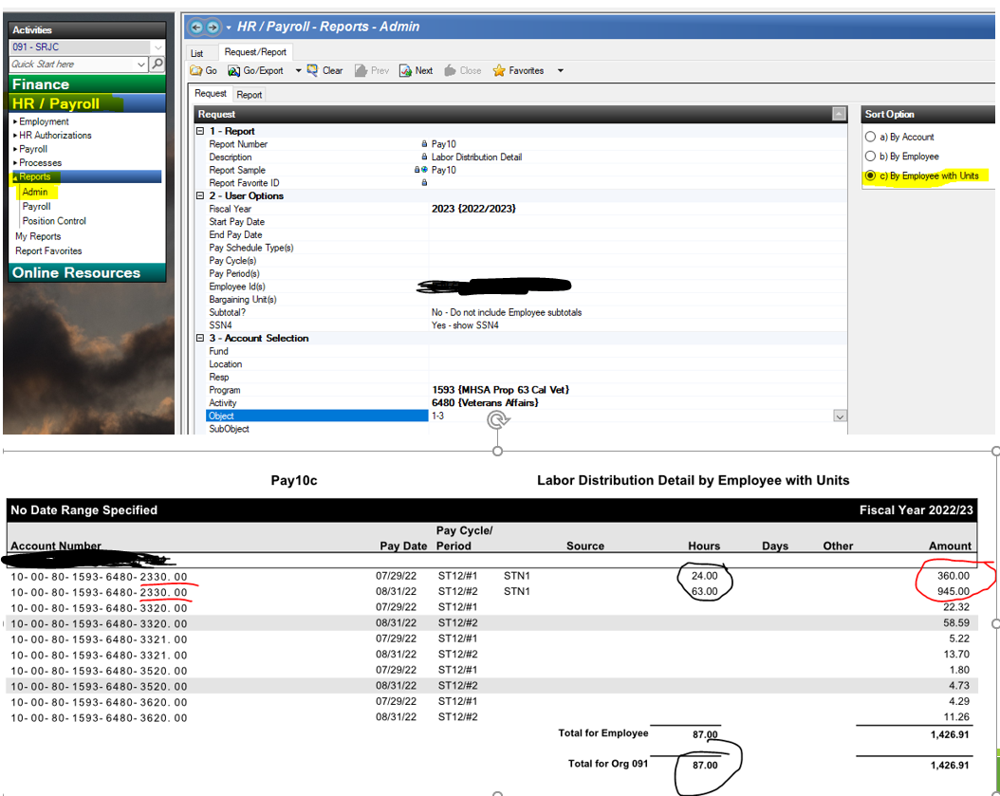 Activities
091 - SRJC
Quick Start here
Finance
HR / Payroll
Employment
HR Authorizations
Payroll
Processes
Reports
Admin
Payroll
Position Control
My Reports
Report Favorites
Online Resources
HR / Payroll - Reports - Admin
List Request/Report
Go Go/Export Clear Prev Next Close Favorites
Request Report
Request
1 - Report
Report Number Pay10
Description Labor Distribution Detail
Report Sample Pay10
Report Favorite ID
2 - User Options
Fiscal Year 2023 {2022/2023}
Start Pay Date
End Pay Date
Pay Schedule Type(s)
Pay Cycle(s)
Pay Period(s)
Employee Id(s)
Bargaining Unit(s)
Subtotal? No - Do not include Employee subtotals
SSN4 Yes - show SSN4
3 - Account Selection
Fund
Location
Resp
Program 1593 {MHSA Prop 63 Cal Vet}
Activity 6480 {Veterans Affairs}
Object 1-3
SubObject
Sort Option
a) By Account
b) By Employee
c) By Employee with Units
Pay10c Labor Distribution Detail by Employee with Units
No Date Range Specified Fiscal Year 2022/23
Pay Cycle/
Account Number Pay Date Period Source Hours Days Other Amount
10- 00- 80- 1593- 6480- 2330. 00 07/29/22 ST12/#1 STN1 24.00 360.00
10- 00- 80- 1593- 6480- 2330. 00 08/31/22 ST12/#2 STN1 63.00 945.00
10- 00- 80- 1593- 6480- 3320. 00 07/29/22 ST12/#1 22.32
10- 00- 80- 1593- 6480- 3320. 00 08/31/22 ST12/#2 58.59
10- 00- 80- 1593- 6480- 3321. 00 07/29/22 ST12/#1 5.22
10- 00- 80- 1593- 6480- 3321. 00 08/31/22 ST12/#2 13.70
10- 00- 80- 1593- 6480- 3520. 00 07/29/22 ST12/#1 1.80
10- 00- 80- 1593- 6480- 3520. 00 08/31/22 ST12/#2 4.73
10- 00- 80- 1593- 6480- 3620. 00 07/29/22 ST12/#1 4.29
10- 00- 80- 1593- 6480- 3620. 00 08/31/22 ST12/#2 11.26
Total for Employee 87.00 1,426.91
Total for Org 091 87.00 1,426.91